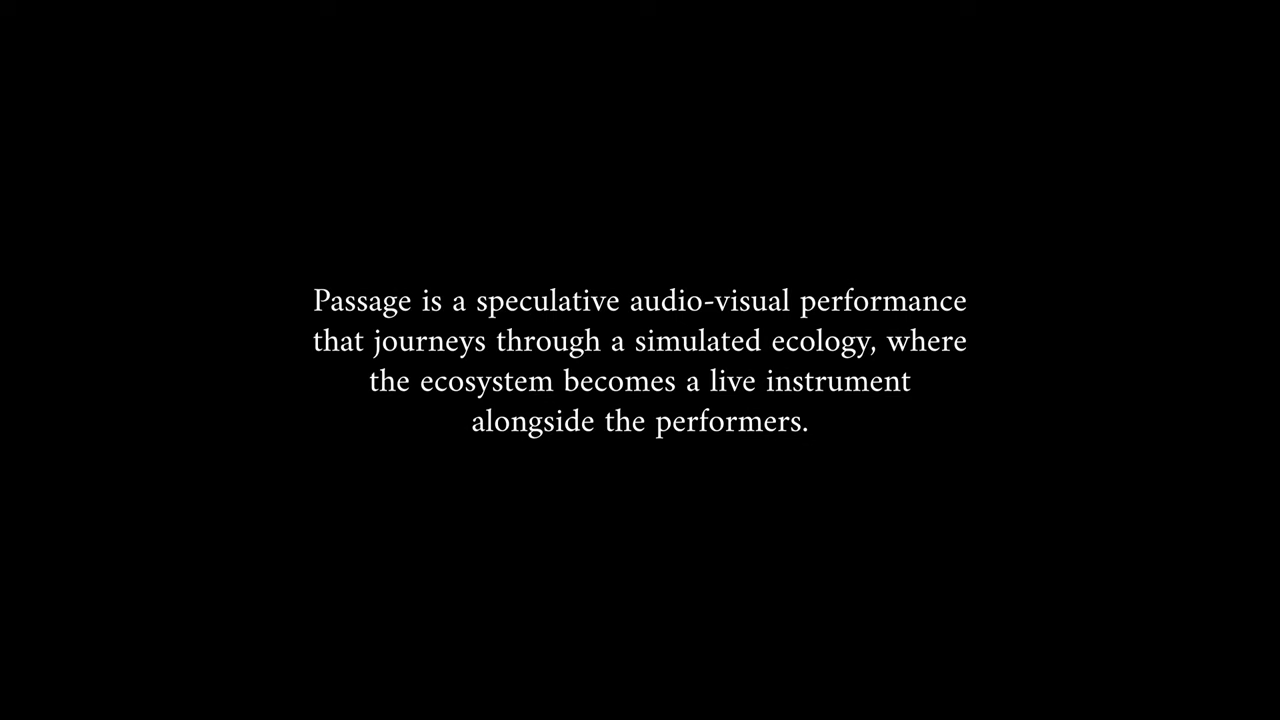 Passage is a speculative audio-visual performance
that journeys through a simulated ecology, where
the ecosystem becomes a live instrument
alongside the performers.